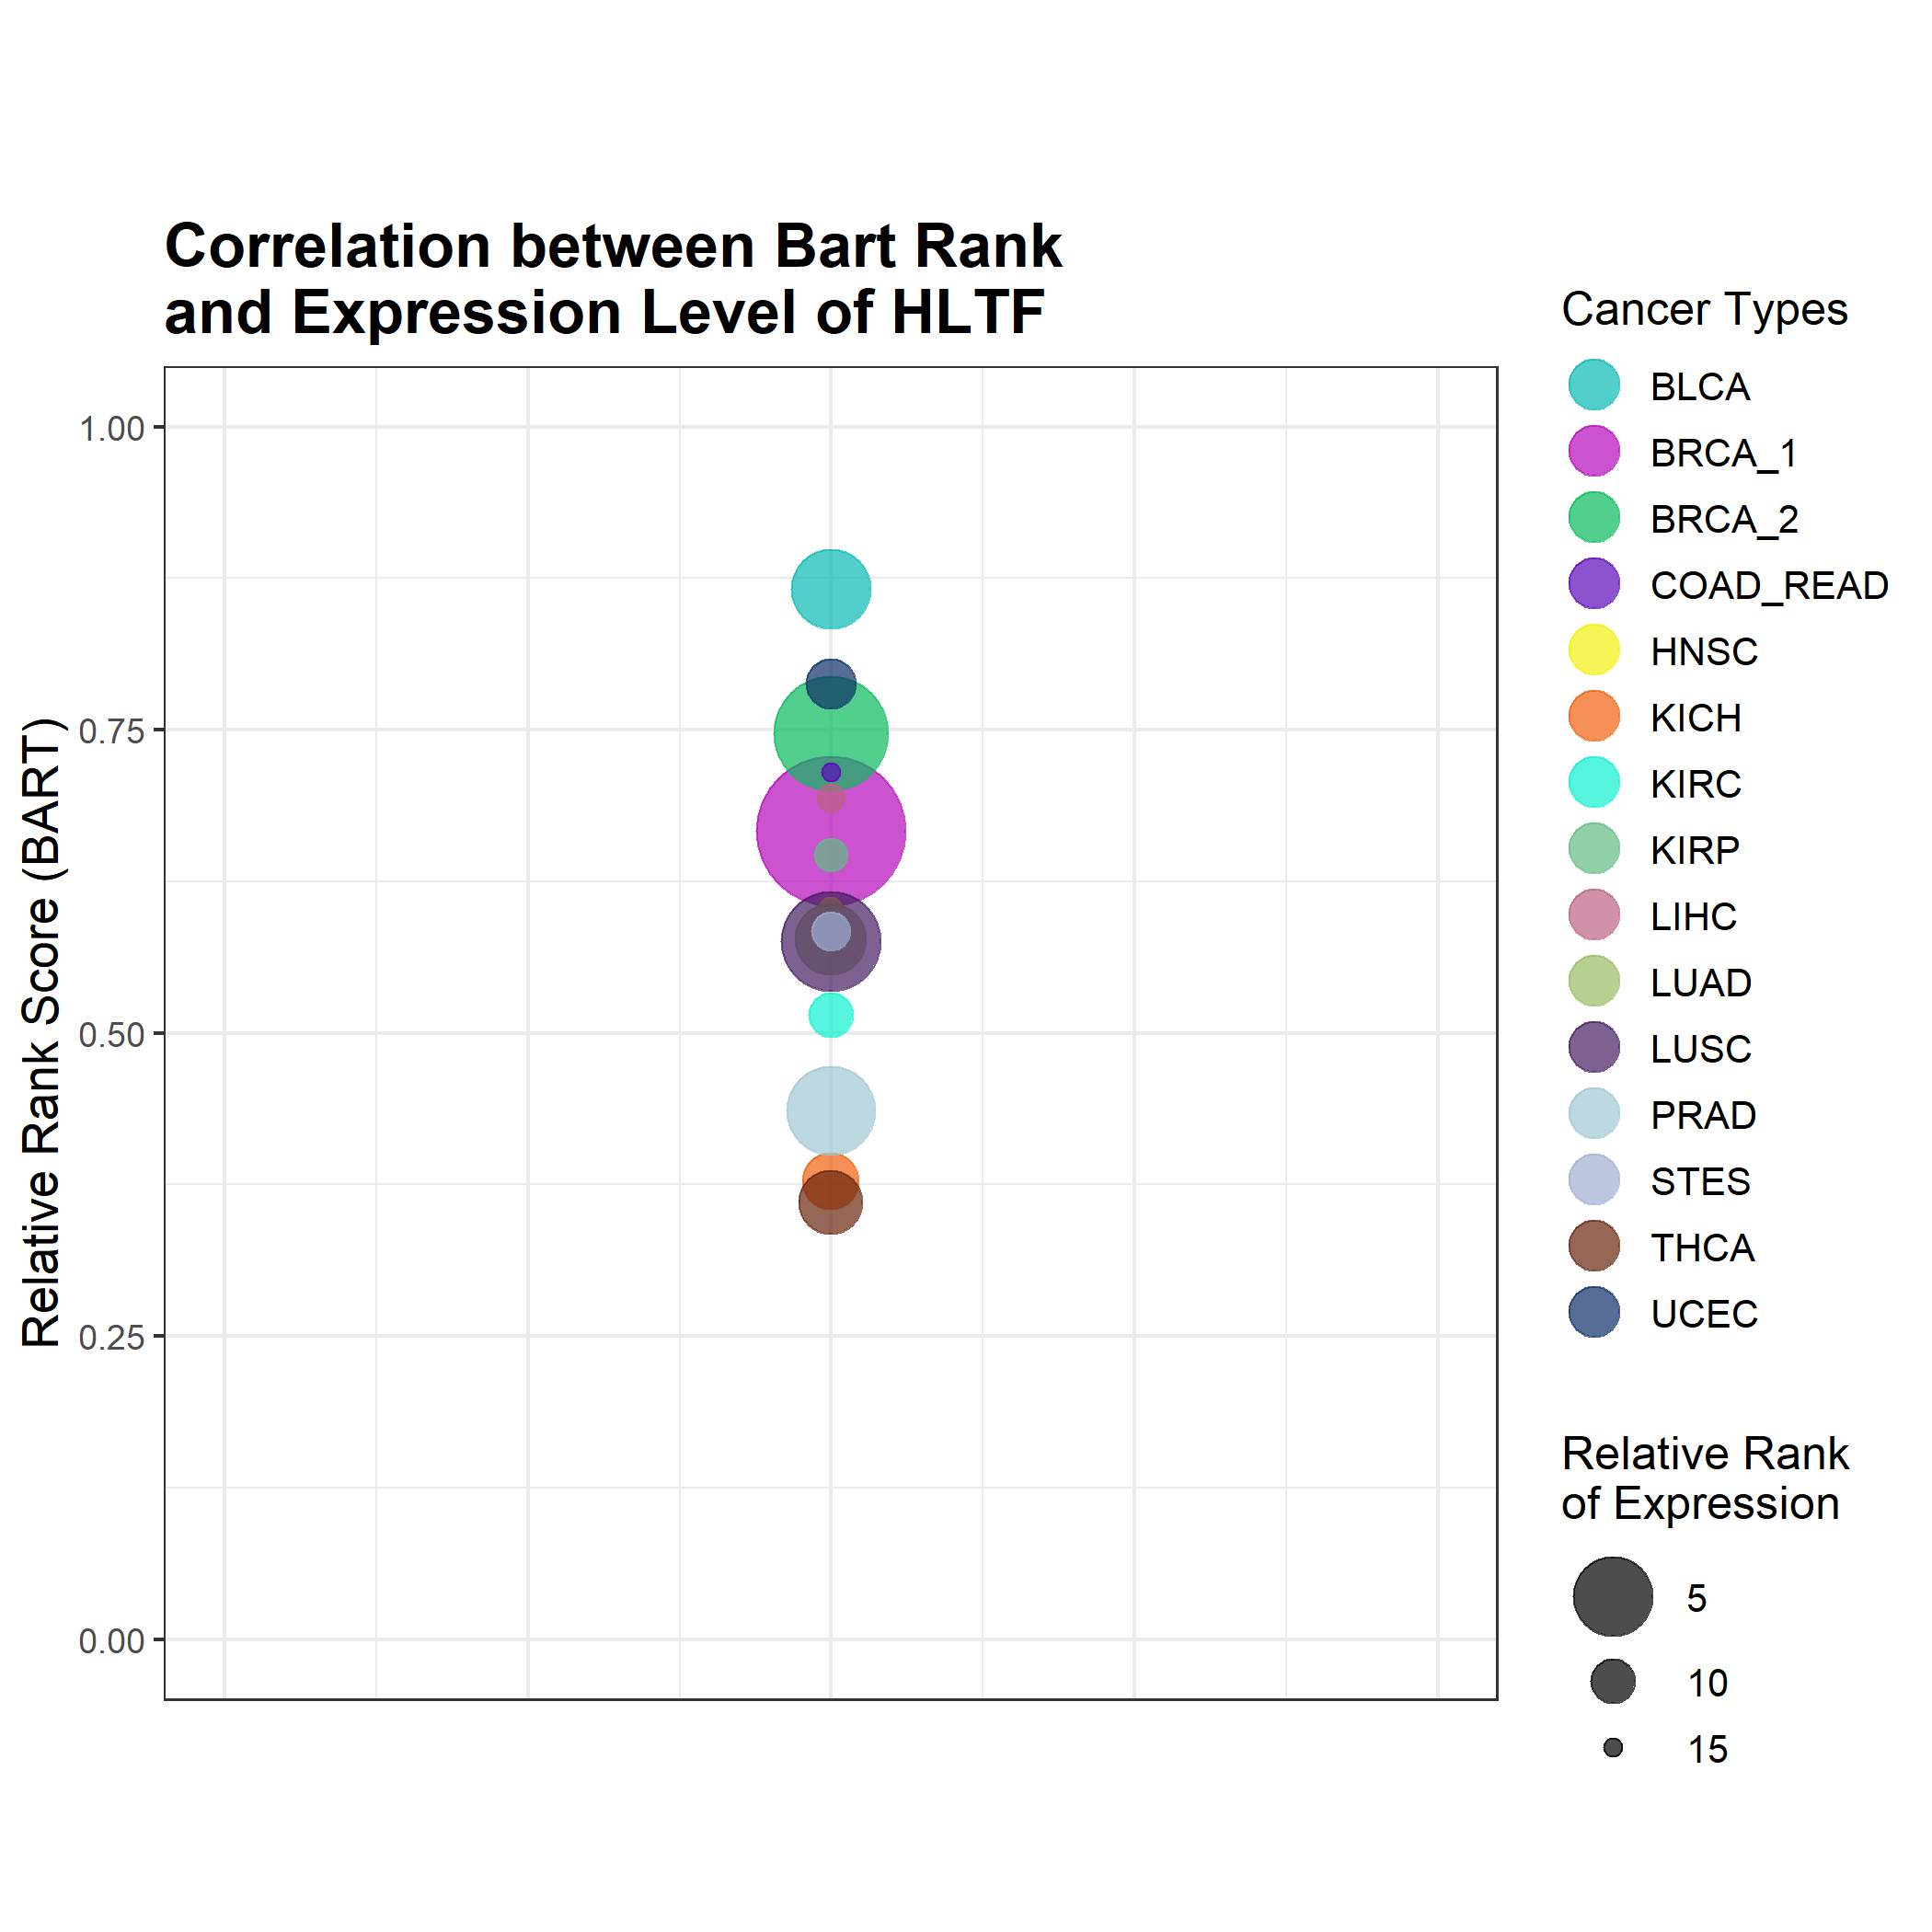 Correlation between Bart Rank
and Expression Level of HLTF
Relative Rank Score (BART)
1.00
0.75
0.50
0.25
0.00
Cancer Types
BLCA
BRCA_1
BRCA_2
COAD_READ
HNSC
KICH
KIRC
KIRP
LIHC
LUAD
LUSC
PRAD
STES
THCA
UCEC
Relative Rank
of Expression
5
10
15